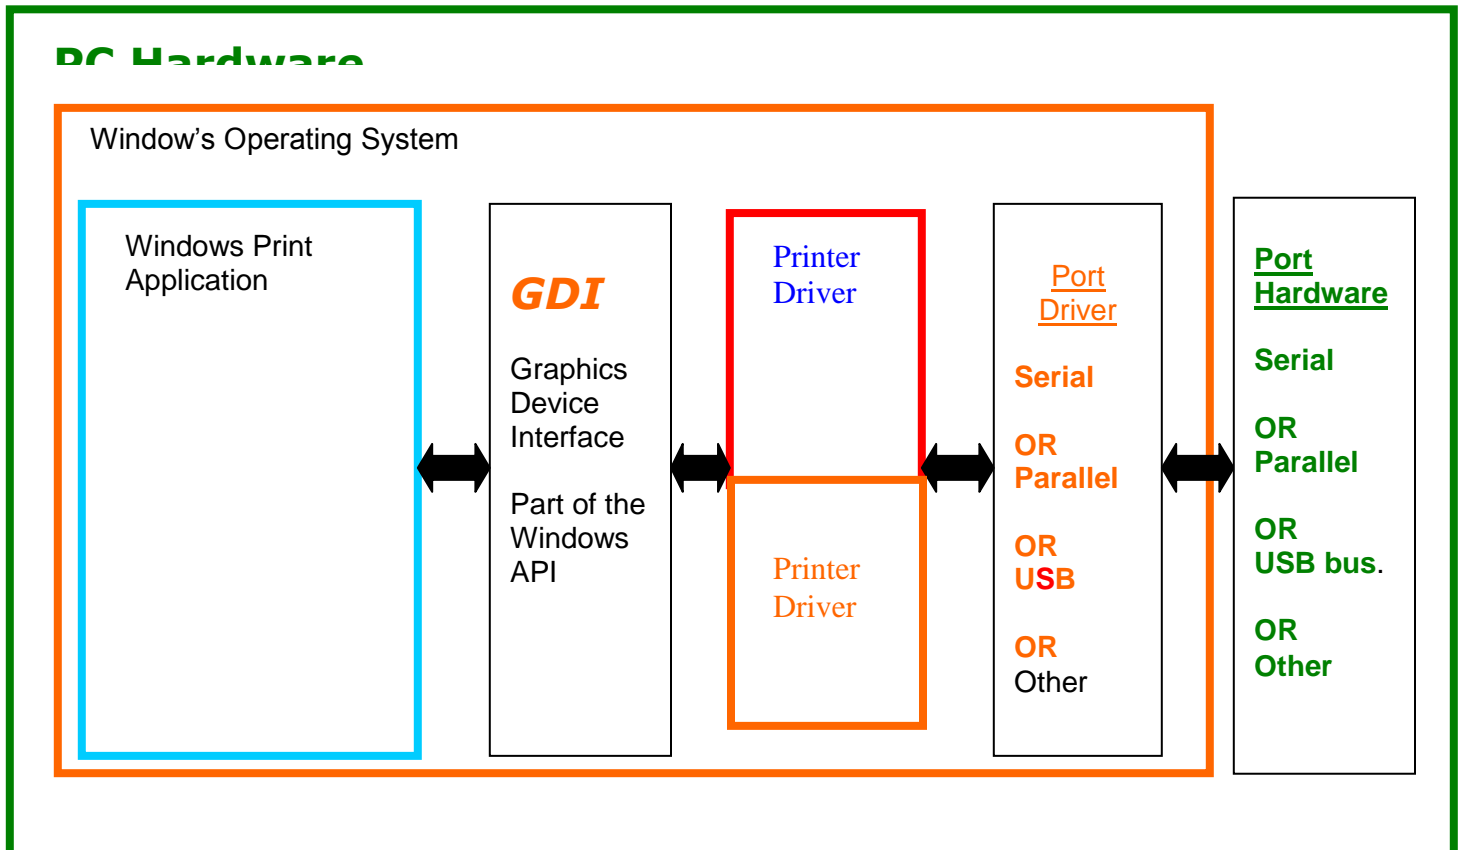 PC Hardware
Window’s Operating System
Windows Print
Application
GDI
Graphics
Device
Interface
Part of the
Windows
API
Printer
Driver
Printer
Driver
Port
Driver
Serial
OR
Parallel
OR
USB
OR
Other
Port
Hardware
Serial
OR
Parallel
OR
USB bus.
OR
Other